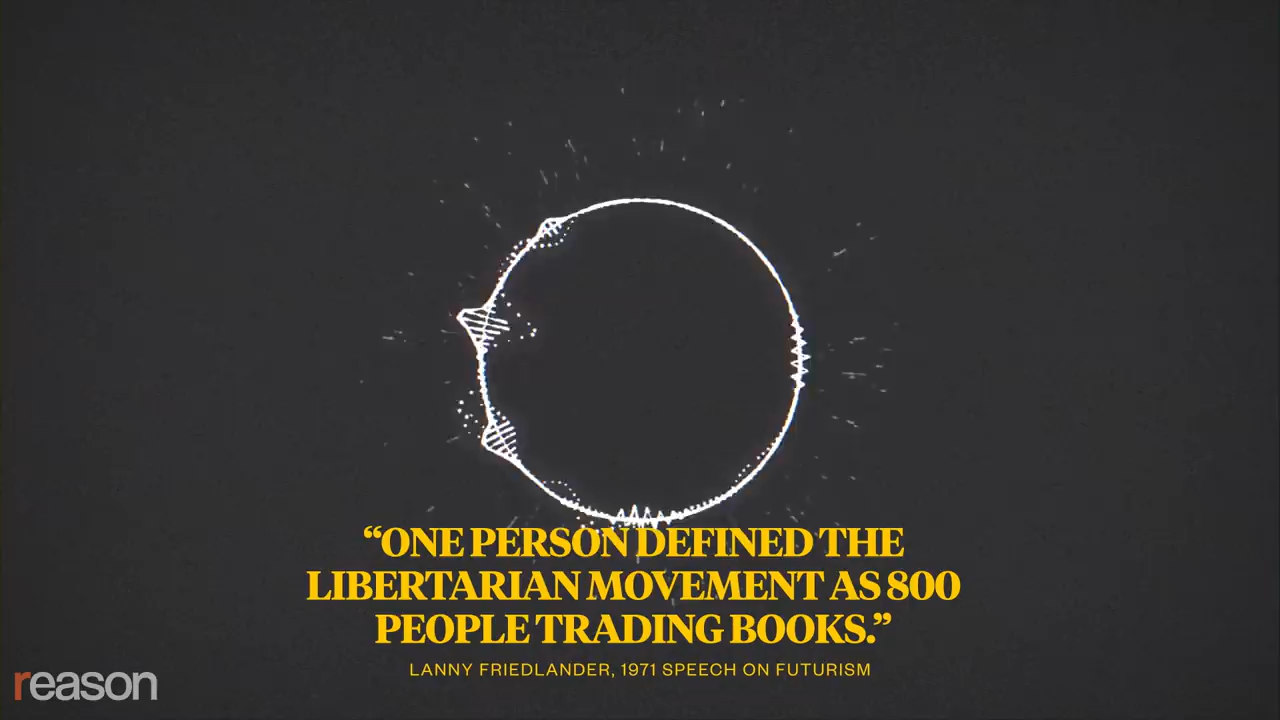 “ONE PERSON DEFINED THE
LIBERTARIAN MOVEMENT AS 800
PEOPLE TRADING BOOKS.”
LANNY FRIEDLANDER, 1971 SPEECH ON FUTURISM
reason